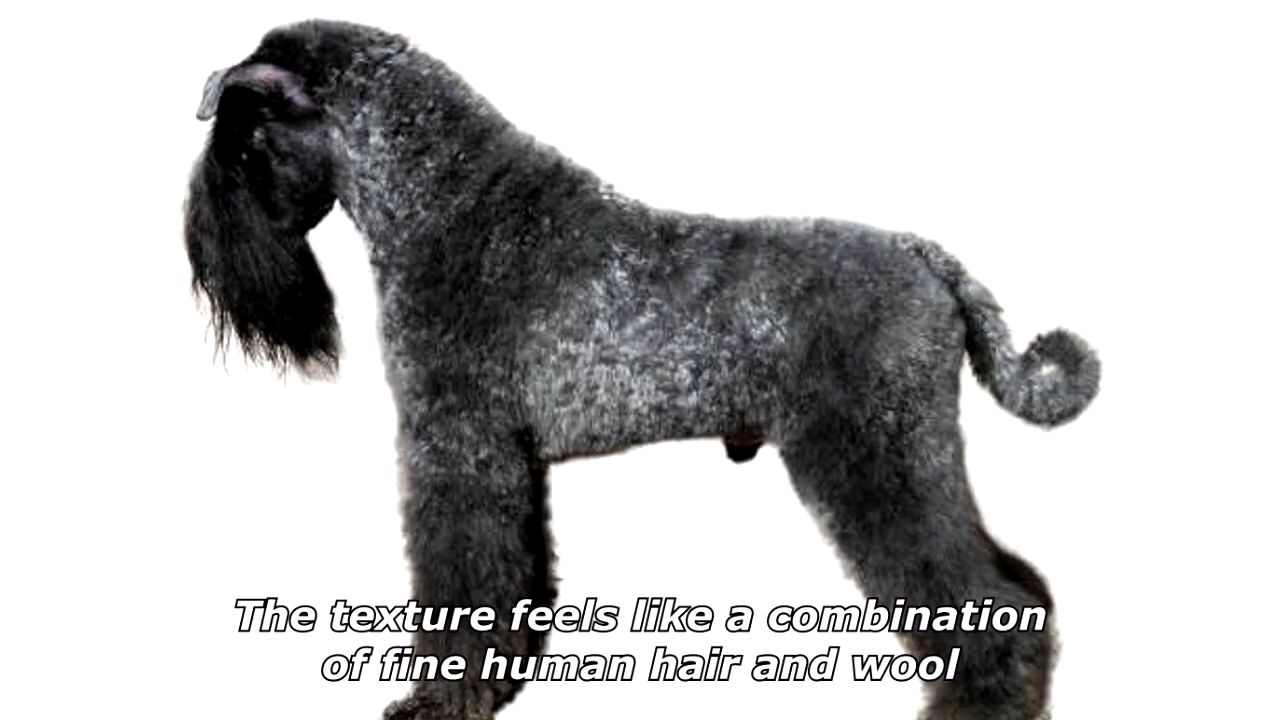 The texture feels like a combination
of fine human hair and wool